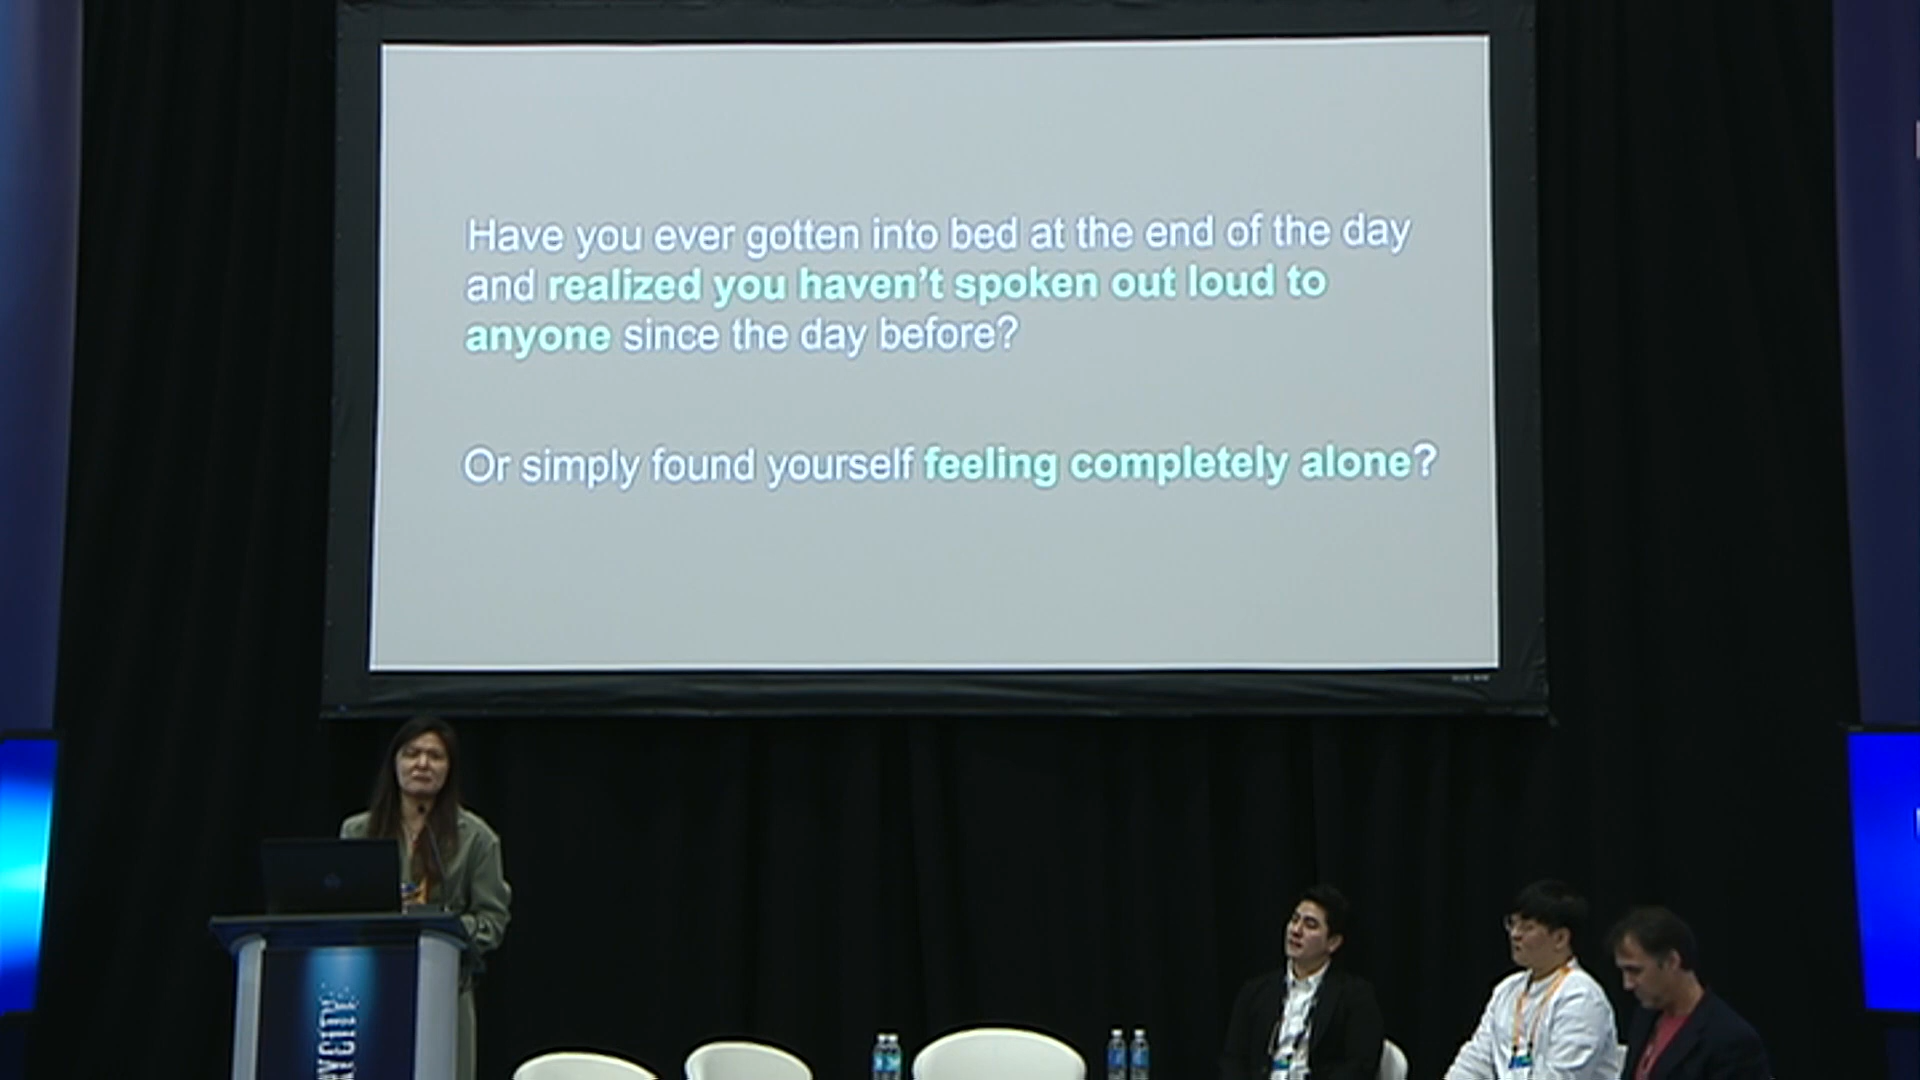 Have you ever gotten into bed at the end of the day
and realized you haven't spoken out loud to
anyone since the day before?
Or simply found yourself feeling completely alone?